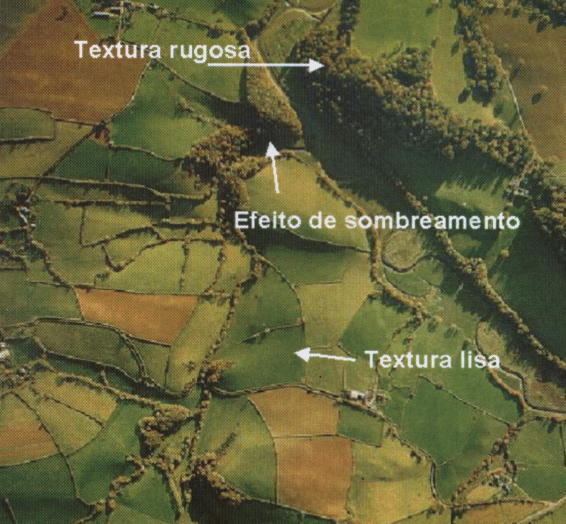 Textura rugosa
Efeito de sombreamento
Textura lisa